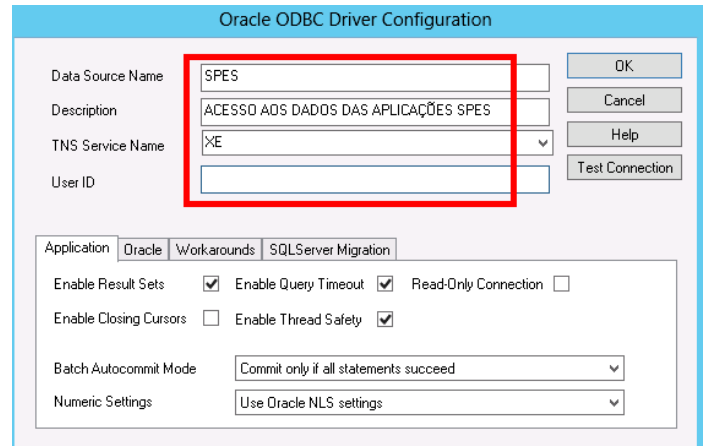 Oracle ODBC Driver Configuration
Data Source Name SPES OK
Description ACESSO AOS DADOS DAS APLICAÇÕES SPES Cancel
TNS Service Name XE Help
User ID Test Connection
Application Oracle Workarounds SQLServer Migration
Enable Result Sets Enable Query Timeout Read-Only Connection
Enable Closing Cursors Enable Thread Safety
Batch Autocommit Mode Commit only if all statements succeed
Numeric Settings Use Oracle NLS settings